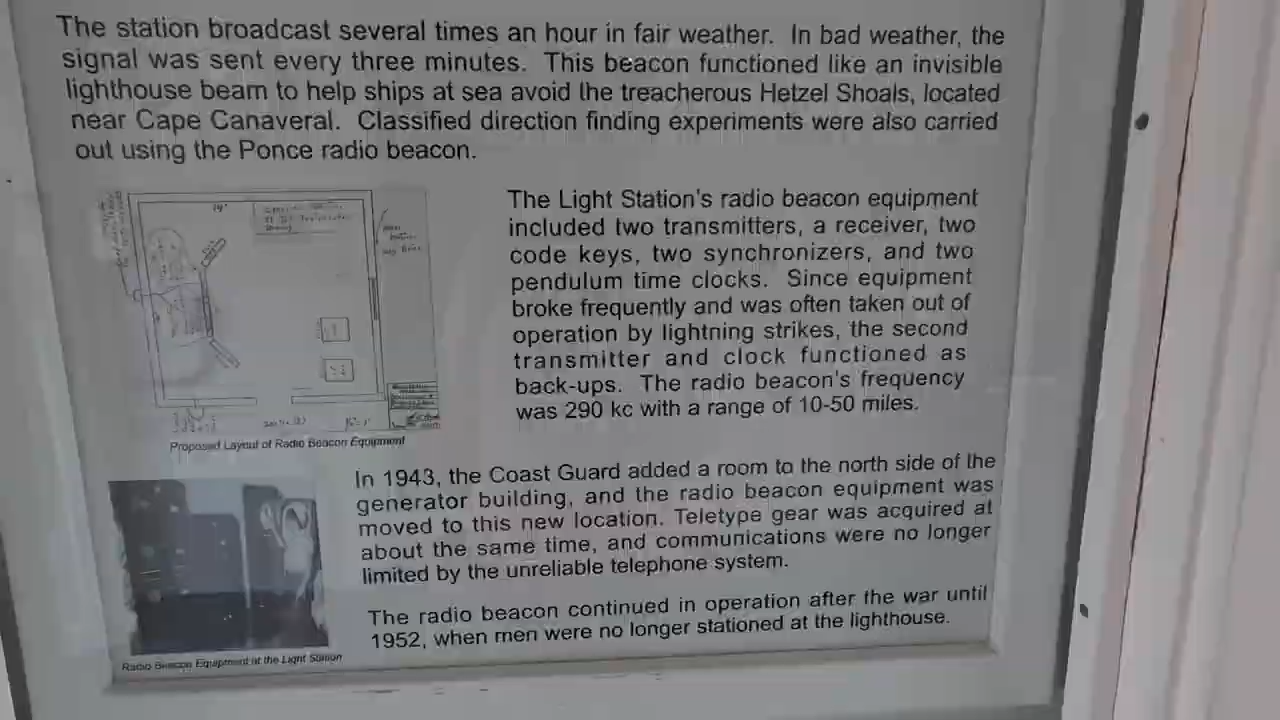 The station broadcast several times an hour in fair weather. In bad weather, the
signal was sent every three minutes. This beacon functioned like an invisible
lighthouse beam to help ships at sea avoid the treacherous Hetzel Shoals, located
near Cape Canaveral. Classified direction finding experiments were also carried
out using the Ponce radio beacon.
14'
The Light Station's radio beacon equipment
included two transmitters, a receiver, two
code keys, two synchronizers, and two
pendulum time clocks. Since equipment
broke frequently and was often taken out of
operation by lightning strikes, the second
transmitter and clock functioned as
back-ups. The radio beacon's frequency
was 290 kc with a range of 10-50 miles.
Proposed Layout of Radio Beacon Equipment
In 1943, the Coast Guard added a room to the north side of the
generator building, and the radio beacon equipment was
moved to this new location. Teletype gear was acquired at
about the same time, and communications were no longer
limited by the unreliable telephone system.
The radio beacon continued in operation after the war until
1952, when men were no longer stationed at the lighthouse.
Radio Beacon Equipment at the Light Station